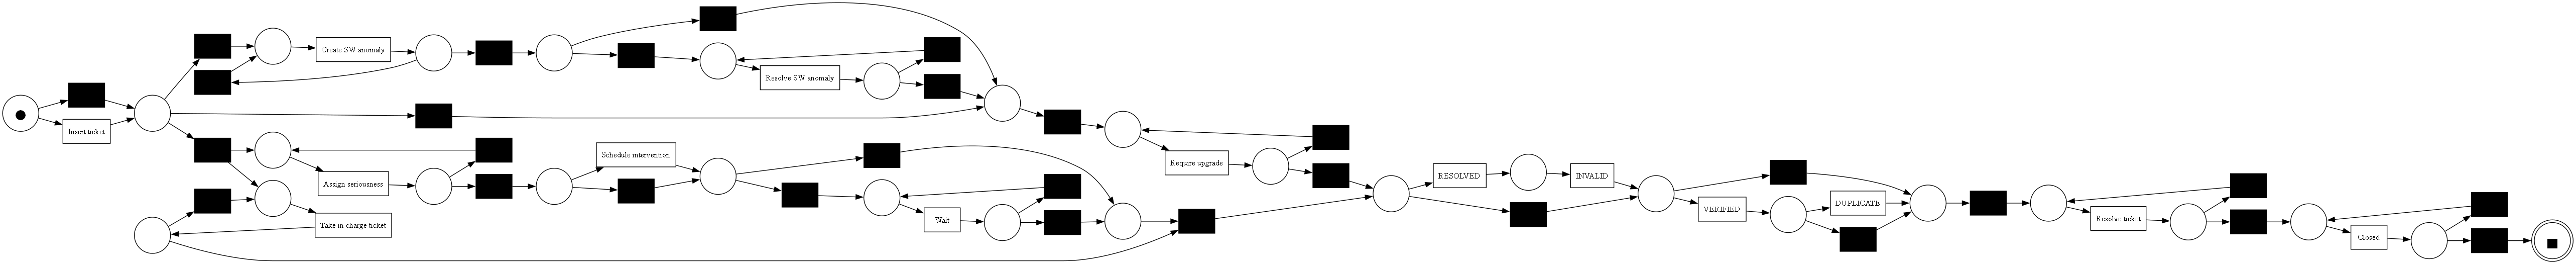 Create SW anomaly
Resolve SW anomaly
Insert ticket
Schedule intervention
Require upgrade
Assign seriousness
RESOLVED
INVALID
VERIFIED
DUPLICATE
Wait
Take in charge ticket
Resolve ticket
Closed